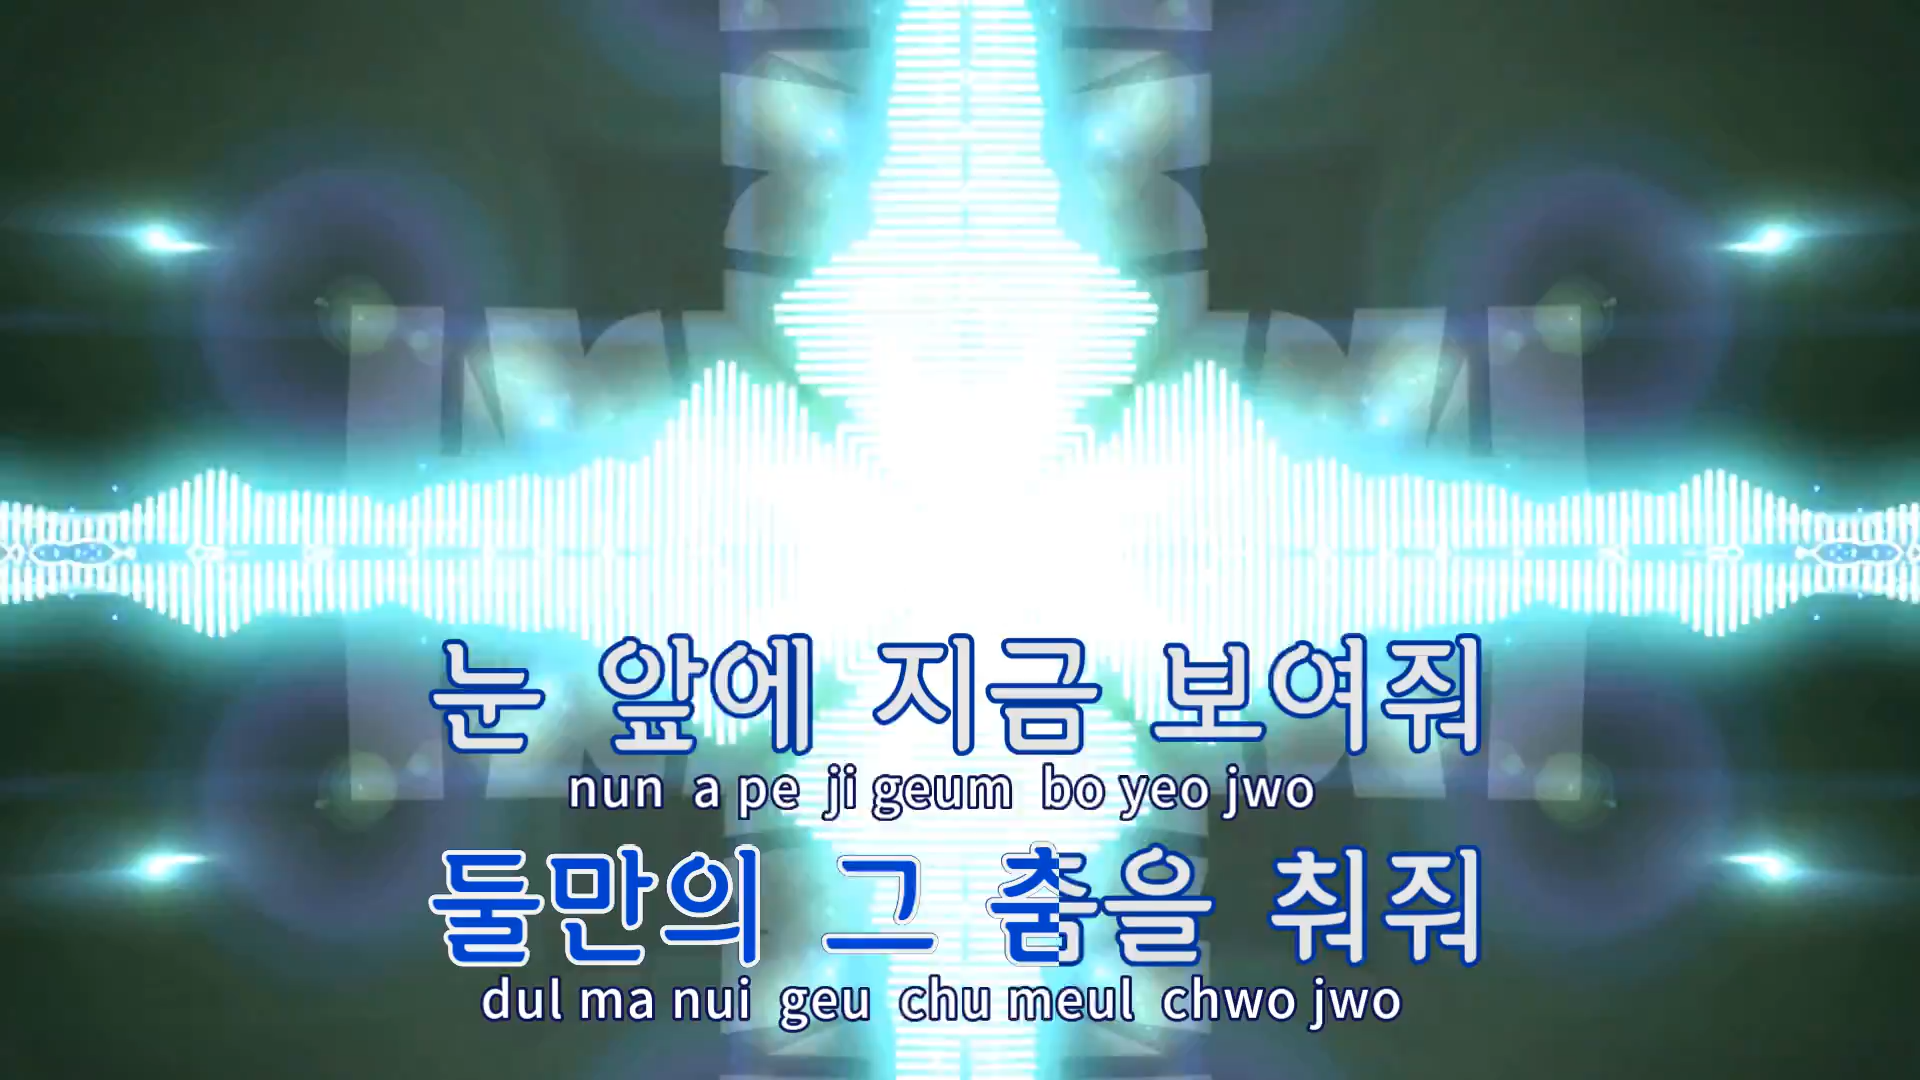 눈 앞에 지금 보여줘
nun a pe ji geum bo yeo jwo
둘만의 그 춤을 춰줘
dul ma nui geu chu meul chwo jwo